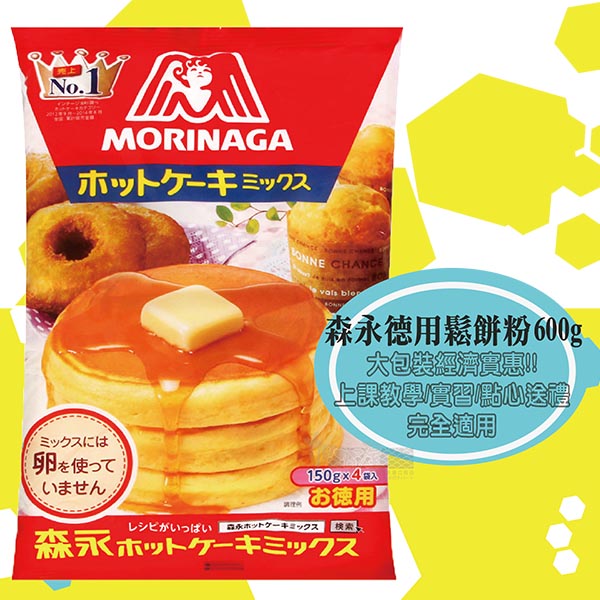 売上
No.1
MORINAGA
ホットケーキミックス
BONNE CHANCE
ミックスには
卵を使って
いません
150g×4袋入
お徳用
調理例
レシピがいっぱい 森永ホットケーキミックス 検索
森永ホットケーキミックス
森永德用鬆餅粉600g
大包裝經濟實惠!!
上課教學/實習/點心送禮
完全適用